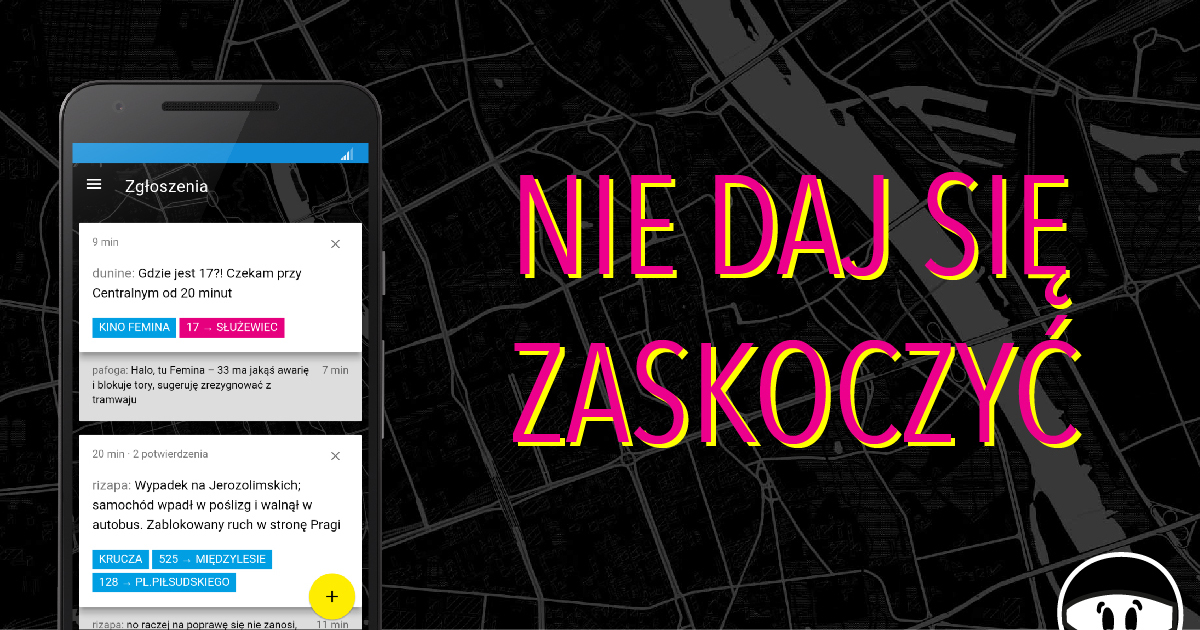 Zgłoszenia
9 min
dunine: Gdzie jest 17?! Czekam przy
Centralnym od 20 minut
KINO FEMINA 17 → SŁUŻEWIEC
pafoga: Halo, tu Femina – 33 ma jakąś awarię 7 min
i blokuje tory, sugeruję zrezygnować z
tramwaju
20 min · 2 potwierdzenia
rizapa: Wypadek na Jerozolimskich;
samochód wpadł w poślizg i walnął w
autobus. Zablokowany ruch w stronę Pragi
KRUCZA 525 → MIĘDZYLESIE
128 → PL.PIŁSUDSKIEGO
rizapa: no raczej na poprawę się nie zanosi, 11 min
NIE DAJ SIĘ
ZASKOCZYĆ